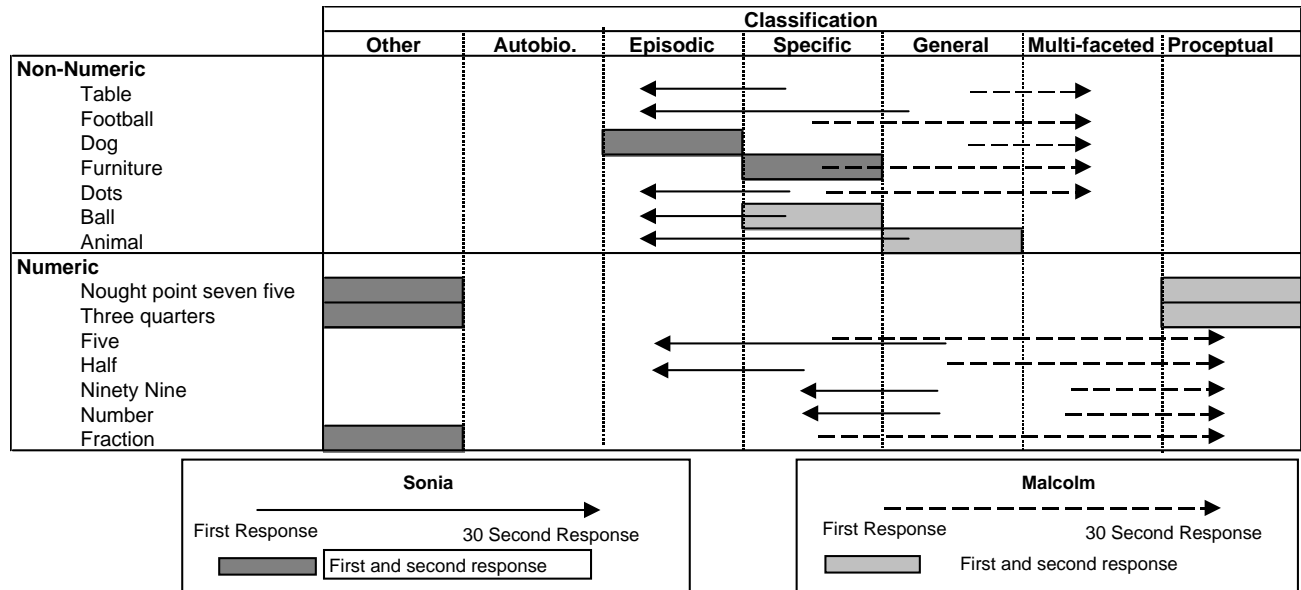 Classification
Other Autobio. Episodic Specific General Multi-faceted Proceptual
Non-Numeric
Table
Football
Dog
Furniture
Dots
Ball
Animal
Numeric
Nought point seven five
Three quarters
Five
Half
Ninety Nine
Number
Fraction
Sonia
First Response 30 Second Response
First and second response
Malcolm
First Response 30 Second Response
First and second response